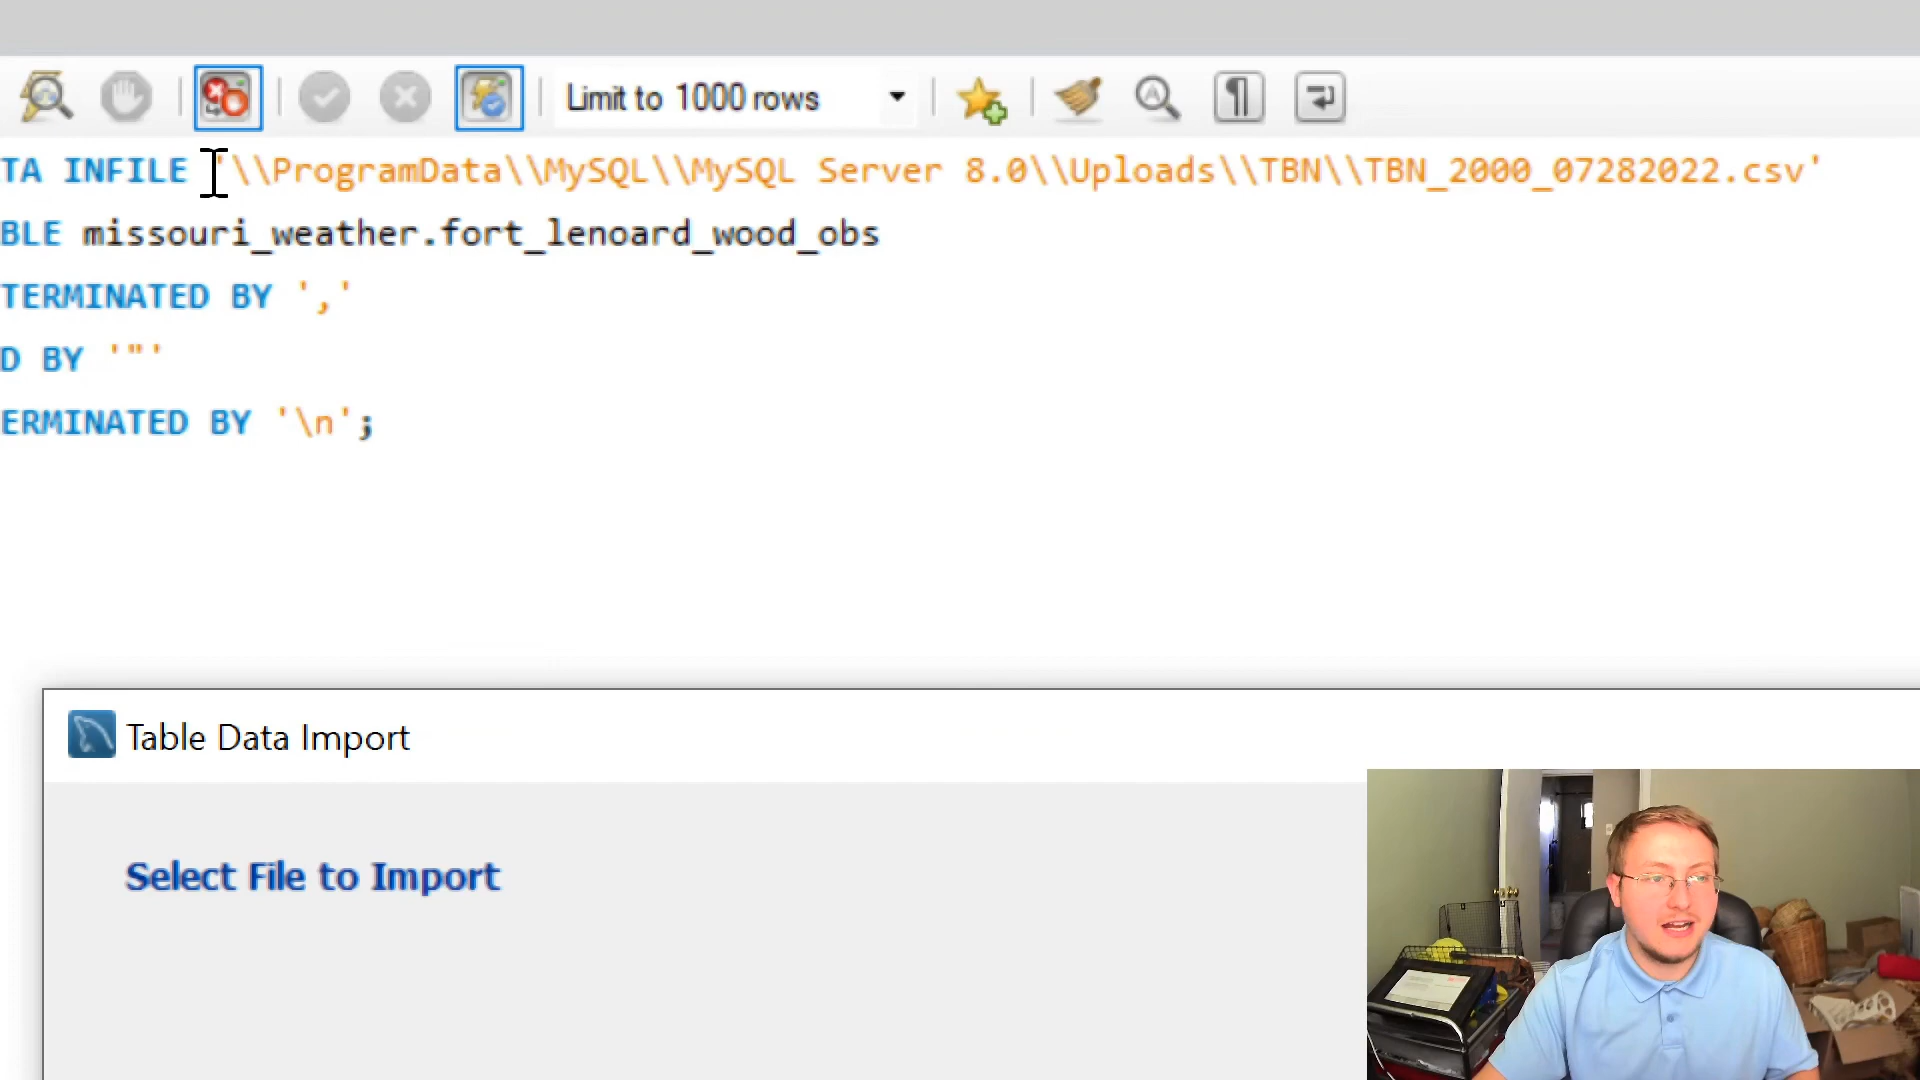 Limit to 1000 rows
TA INFILE '\\ProgramData\\MySQL\\MySQL Server 8.0\\Uploads\\TBN\\TBN_2000_07282022.csv'
BLE missouri_weather.fort_lenoard_wood_obs
TERMINATED BY ','
D BY '"'
ERMINATED BY '\n';
Table Data Import
Select File to Import